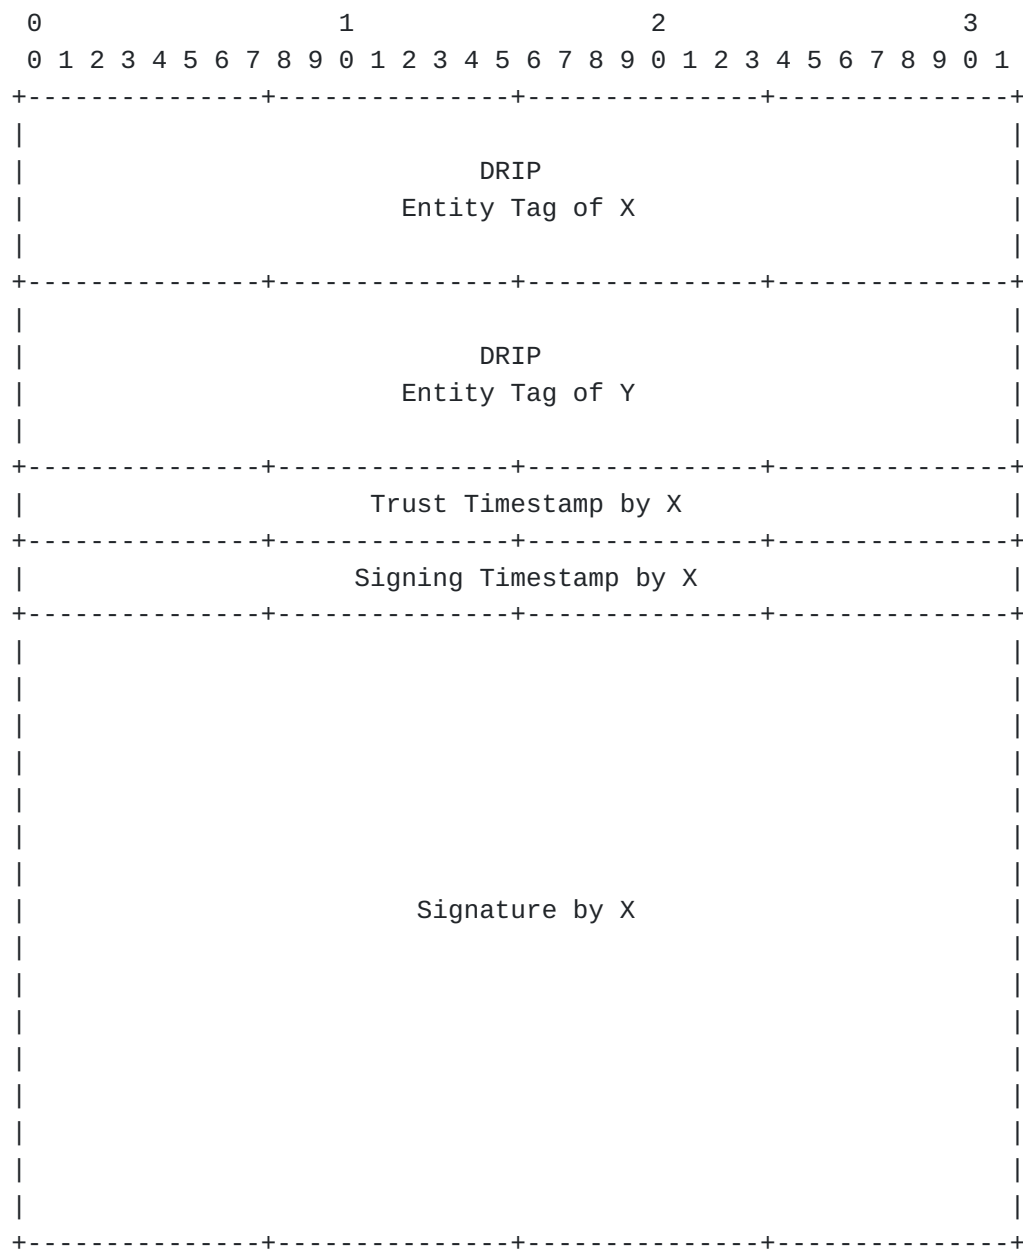 0                   1                   2                   3
0 1 2 3 4 5 6 7 8 9 0 1 2 3 4 5 6 7 8 9 0 1 2 3 4 5 6 7 8 9 0 1
+---------------+---------------+---------------+---------------+
|                                                               |
|                             DRIP                              |
|                        Entity Tag of X                        |
|                                                               |
+---------------+---------------+---------------+---------------+
|                                                               |
|                             DRIP                              |
|                        Entity Tag of Y                        |
|                                                               |
+---------------+---------------+---------------+---------------+
|                      Trust Timestamp by X                     |
+---------------+---------------+---------------+---------------+
|                     Signing Timestamp by X                    |
+---------------+---------------+---------------+---------------+
|                                                               |
|                                                               |
|                                                               |
|                                                               |
|                                                               |
|                                                               |
|                                                               |
|                         Signature by X                        |
|                                                               |
|                                                               |
|                                                               |
|                                                               |
|                                                               |
|                                                               |
|                                                               |
|                                                               |
+---------------+---------------+---------------+---------------+